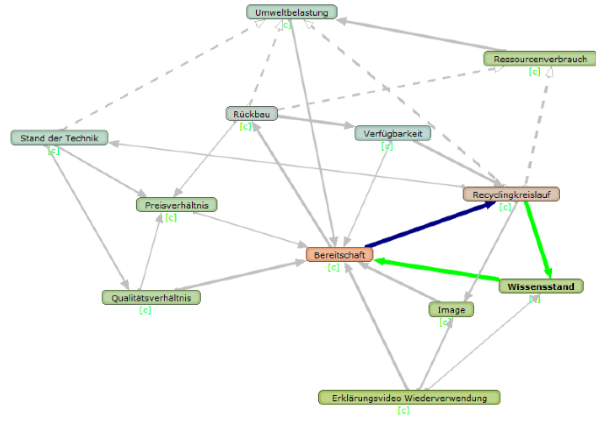 Umweltbelastung
[c]
Ressourcenverbrauch
[c]
Rückbau
[c]
Verfügbarkeit
[c]
Stand der Technik
[c]
Recyclingkreislauf
[c]
Preisverhältnis
[c]
Bereitschaft
[c]
Wissensstand
Qualitätsverhältnis
[c]
Image
[c]
Erklärungsvideo Wiederverwendung
[c]